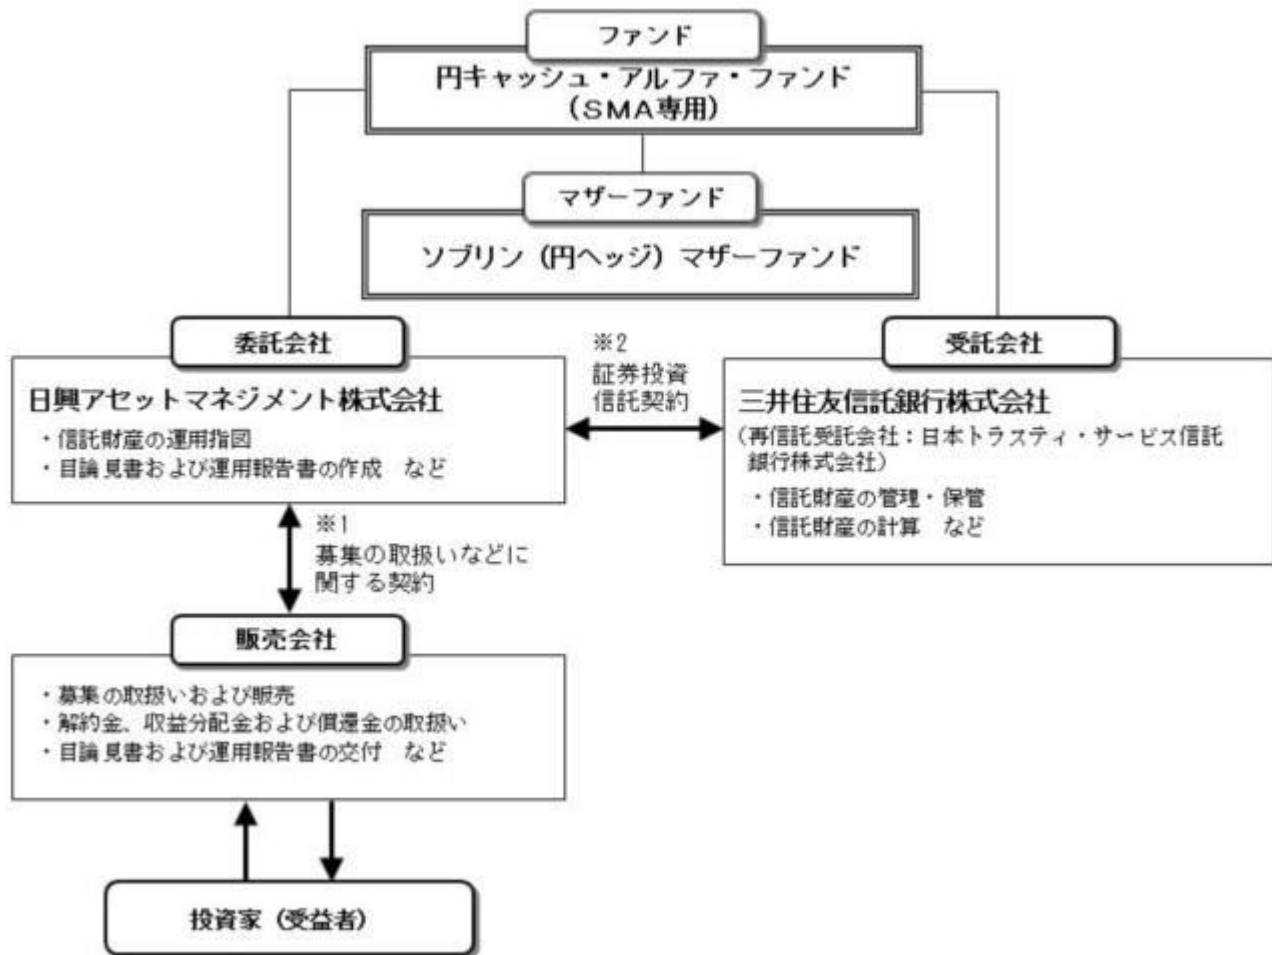 ファンド
円キャッシュ・アルファ・ファンド
（ＳＭＡ専用）
マザーファンド
ソブリン（円ヘッジ）マザーファンド
委託会社
日興アセットマネジメント株式会社
・信託財産の運用指図
・目論見書および運用報告書の作成　など
※2
証券投資
信託契約
受託会社
三井住友信託銀行株式会社
（再信託受託会社：日本トラスティ・サービス信託
銀行株式会社）
・信託財産の管理・保管
・信託財産の計算　など
※1
募集の取扱いなどに
関する契約
販売会社
・募集の取扱いおよび販売
・解約金、収益分配金および償還金の取扱い
・目論見書および運用報告書の交付　など
投資家（受益者）